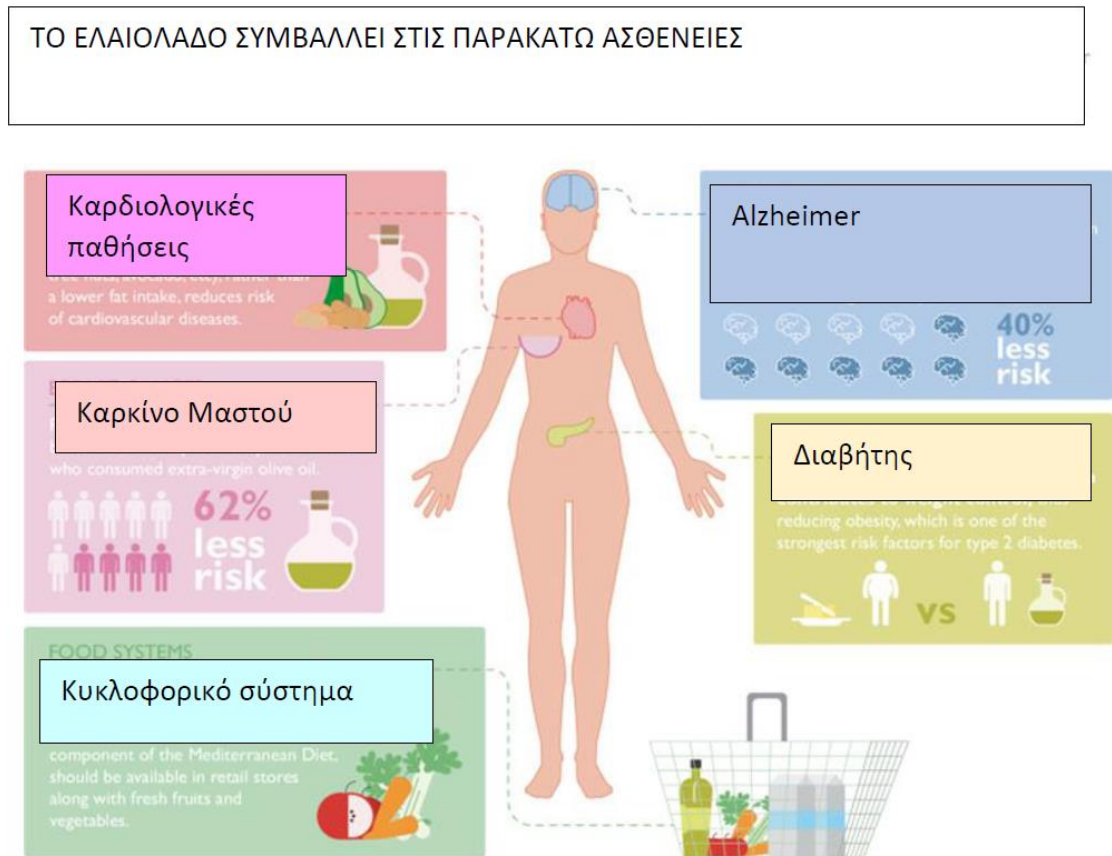 ΤΟ ΕΛΑΙΟΛΑΔΟ ΣΥΜΒΑΛΛΕΙ ΣΤΙΣ ΠΑΡΑΚΑΤΩ ΑΣΘΕΝΕΙΕΣ
Καρδιολογικές
παθήσεις
a lower fat intake, reduces risk
of cardiovascular diseases.
Alzheimer
40%
less
risk
Καρκίνο Μαστού
who consumed extra-virgin olive oil.
62%
less
risk
Διαβήτης
reducing obesity, which is one of the
strongest risk factors for type 2 diabetes.
VS
FOOD SYSTEMS
Κυκλοφορικό σύστημα
component of the Mediterranean Diet,
should be available in retail stores
along with fresh fruits and
vegetables.